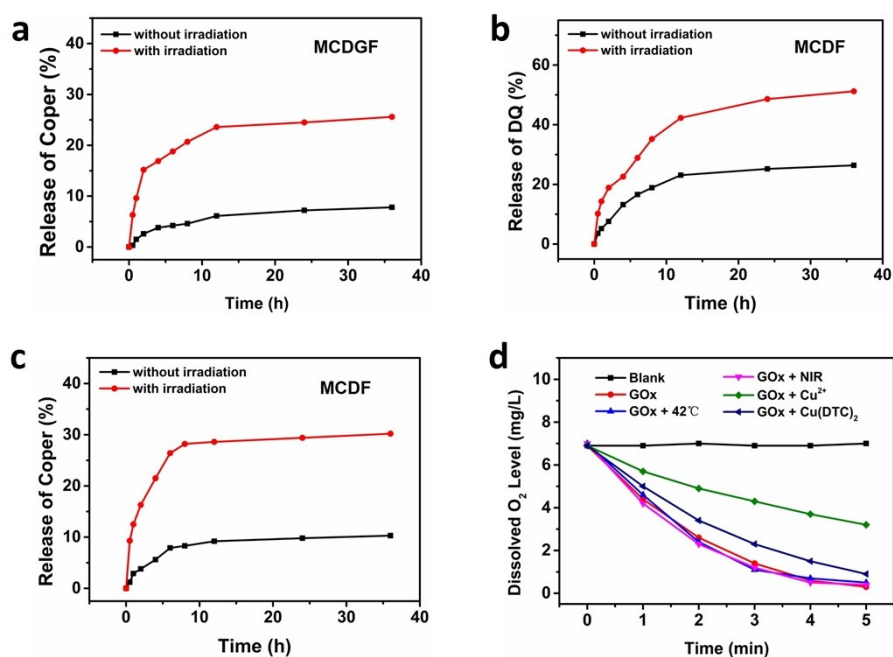 a
Release of Coper (%)
40
30
20
10
0
without irradiation
with irradiation
MCDGF
0 10 20 30 40
Time (h)
b
Release of DQ (%)
60
40
20
0
without irradiation
with irradiation
MCDF
0 10 20 30 40
Time (h)
c
Release of Coper (%)
40
30
20
10
0
without irradiation
with irradiation
MCDF
0 10 20 30 40
Time (h)
d
Dissolved O2 Level (mg/L)
10
8
6
4
2
0
Blank
GOx
GOx + 42℃
GOx + NIR
GOx + Cu²⁺
GOx + Cu(DTC)₂
0 1 2 3 4 5
Time (min)